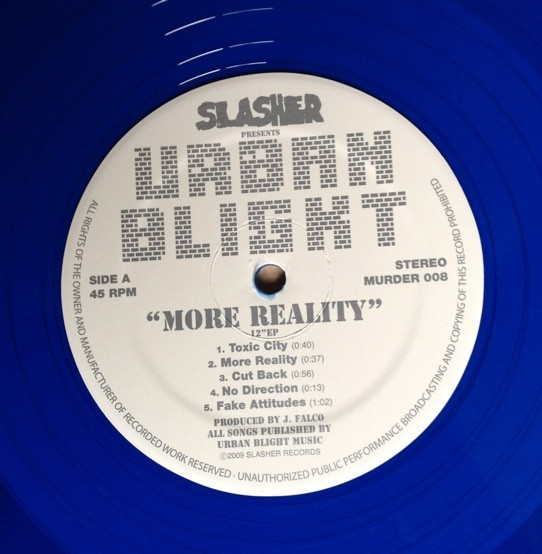 SLASHER
PRESENTS
URBAN
BLIGHT
SIDE A
45 RPM
STEREO
MURDER 008
“MORE REALITY”
12"EP
1. Toxic City (0:40)
2. More Reality (0:37)
3. Cut Back (0:56)
4. No Direction (0:13)
5. Fake Attitudes (1:02)
PRODUCED BY J. FALCO
ALL SONGS PUBLISHED BY
URBAN BLIGHT MUSIC
℗2009 SLASHER RECORDS
ALL RIGHTS OF THE OWNER AND MANUFACTURER OF RECORDED WORK RESERVED - UNAUTHORIZED PUBLIC PERFORMANCE BROADCASTING AND COPYING OF THIS RECORD PROHIBITED